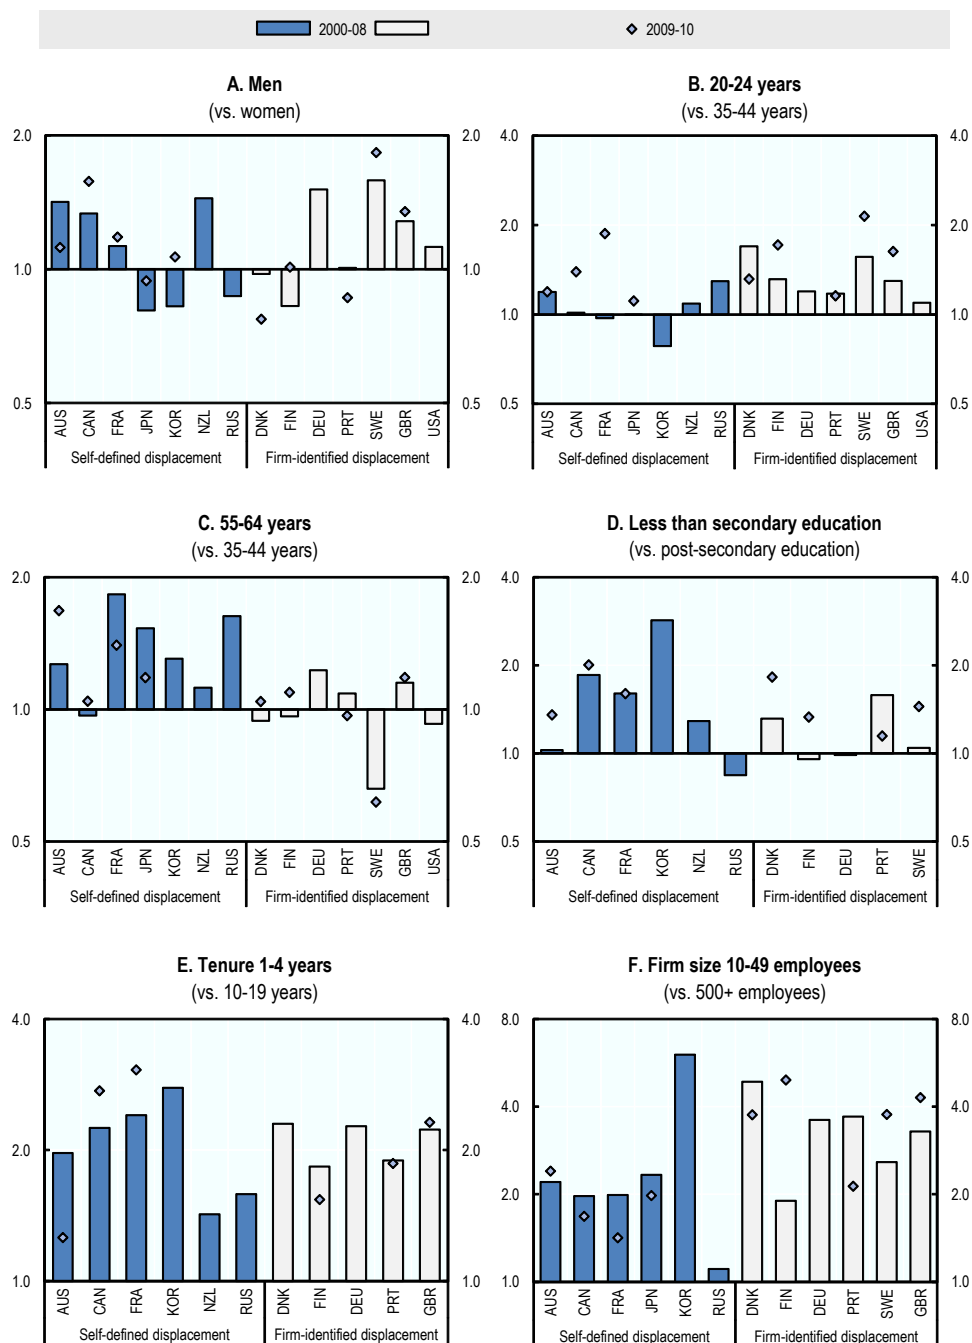 2000-08
2009-10
A. Men
(vs. women)
2.0 2.0
1.0 1.0
0.5
AUS CAN FRA JPN KOR NZL RUS DNK FIN DEU PRT SWE GBR USA
Self-defined displacement Firm-identified displacement
B. 20-24 years
(vs. 35-44 years)
4.0 4.0
2.0 2.0
1.0 1.0
0.5 0.5
AUS CAN FRA JPN KOR NZL RUS DNK FIN DEU PRT SWE GBR USA
Self-defined displacement Firm-identified displacement
C. 55-64 years
(vs. 35-44 years)
2.0 2.0
1.0 1.0
0.5 0.5
AUS CAN FRA JPN KOR NZL RUS DNK FIN DEU PRT SWE GBR USA
Self-defined displacement Firm-identified displacement
D. Less than secondary education
(vs. post-secondary education)
4.0 4.0
2.0 2.0
1.0 1.0
0.5 0.5
AUS CAN FRA KOR NZL RUS DNK FIN DEU PRT SWE
Self-defined displacement Firm-identified displacement
E. Tenure 1-4 years
(vs. 10-19 years)
4.0 4.0
2.0 2.0
1.0 1.0
AUS CAN FRA KOR NZL RUS DNK FIN DEU PRT GBR
Self-defined displacement Firm-identified displacement
F. Firm size 10-49 employees
(vs. 500+ employees)
8.0 8.0
4.0 4.0
2.0 2.0
1.0 1.0
AUS CAN FRA JPN KOR RUS DNK FIN DEU PRT SWE GBR
Self-defined displacement Firm-identified displacement